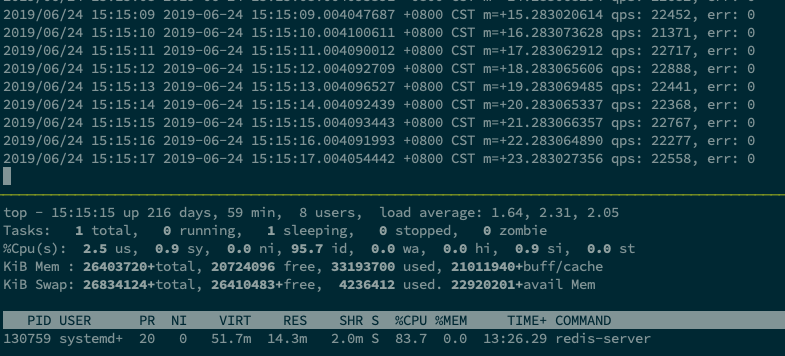 2019/06/24 15:15:09 2019-06-24 15:15:09.004047687 +0800 CST m=+15.283020614 qps: 22452, err: 0
2019/06/24 15:15:10 2019-06-24 15:15:10.004100611 +0800 CST m=+16.283073628 qps: 21371, err: 0
2019/06/24 15:15:11 2019-06-24 15:15:11.004090012 +0800 CST m=+17.283062912 qps: 22717, err: 0
2019/06/24 15:15:12 2019-06-24 15:15:12.004092709 +0800 CST m=+18.283065606 qps: 22888, err: 0
2019/06/24 15:15:13 2019-06-24 15:15:13.004096527 +0800 CST m=+19.283069485 qps: 22441, err: 0
2019/06/24 15:15:14 2019-06-24 15:15:14.004092439 +0800 CST m=+20.283065337 qps: 22368, err: 0
2019/06/24 15:15:15 2019-06-24 15:15:15.004093443 +0800 CST m=+21.283066357 qps: 22767, err: 0
2019/06/24 15:15:16 2019-06-24 15:15:16.004091993 +0800 CST m=+22.283064890 qps: 22277, err: 0
2019/06/24 15:15:17 2019-06-24 15:15:17.004054442 +0800 CST m=+23.283027356 qps: 22558, err: 0
top - 15:15:15 up 216 days, 59 min, 8 users, load average: 1.64, 2.31, 2.05
Tasks: 1 total, 0 running, 1 sleeping, 0 stopped, 0 zombie
%Cpu(s): 2.5 us, 0.9 sy, 0.0 ni, 95.7 id, 0.0 wa, 0.0 hi, 0.9 si, 0.0 st
KiB Mem : 26403720+total, 20724096 free, 33193700 used, 21011940+buff/cache
KiB Swap: 26834124+total, 26410483+free, 4236412 used. 22920201+avail Mem
PID USER PR NI VIRT RES SHR S %CPU %MEM TIME+ COMMAND
130759 systemd+ 20 0 51.7m 14.3m 2.0m S 83.7 0.0 13:26.29 redis-server